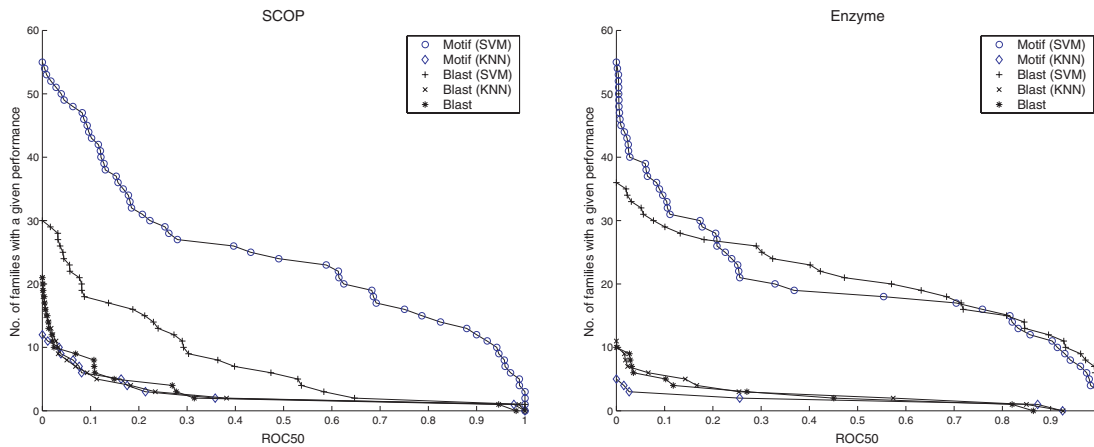 SCOP
60
50
40
30
20
10
0
No. of families with a given performance
Motif (SVM)
Motif (KNN)
Blast (SVM)
Blast (KNN)
Blast
0 0.1 0.2 0.3 0.4 0.5 0.6 0.7 0.8 0.9 1
ROC50
Enzyme
60
50
40
30
20
10
0
No. of families with a given performance
Motif (SVM)
Motif (KNN)
Blast (SVM)
Blast (KNN)
Blast
0 0.1 0.2 0.3 0.4 0.5 0.6 0.7 0.8 0.9 1
ROC50